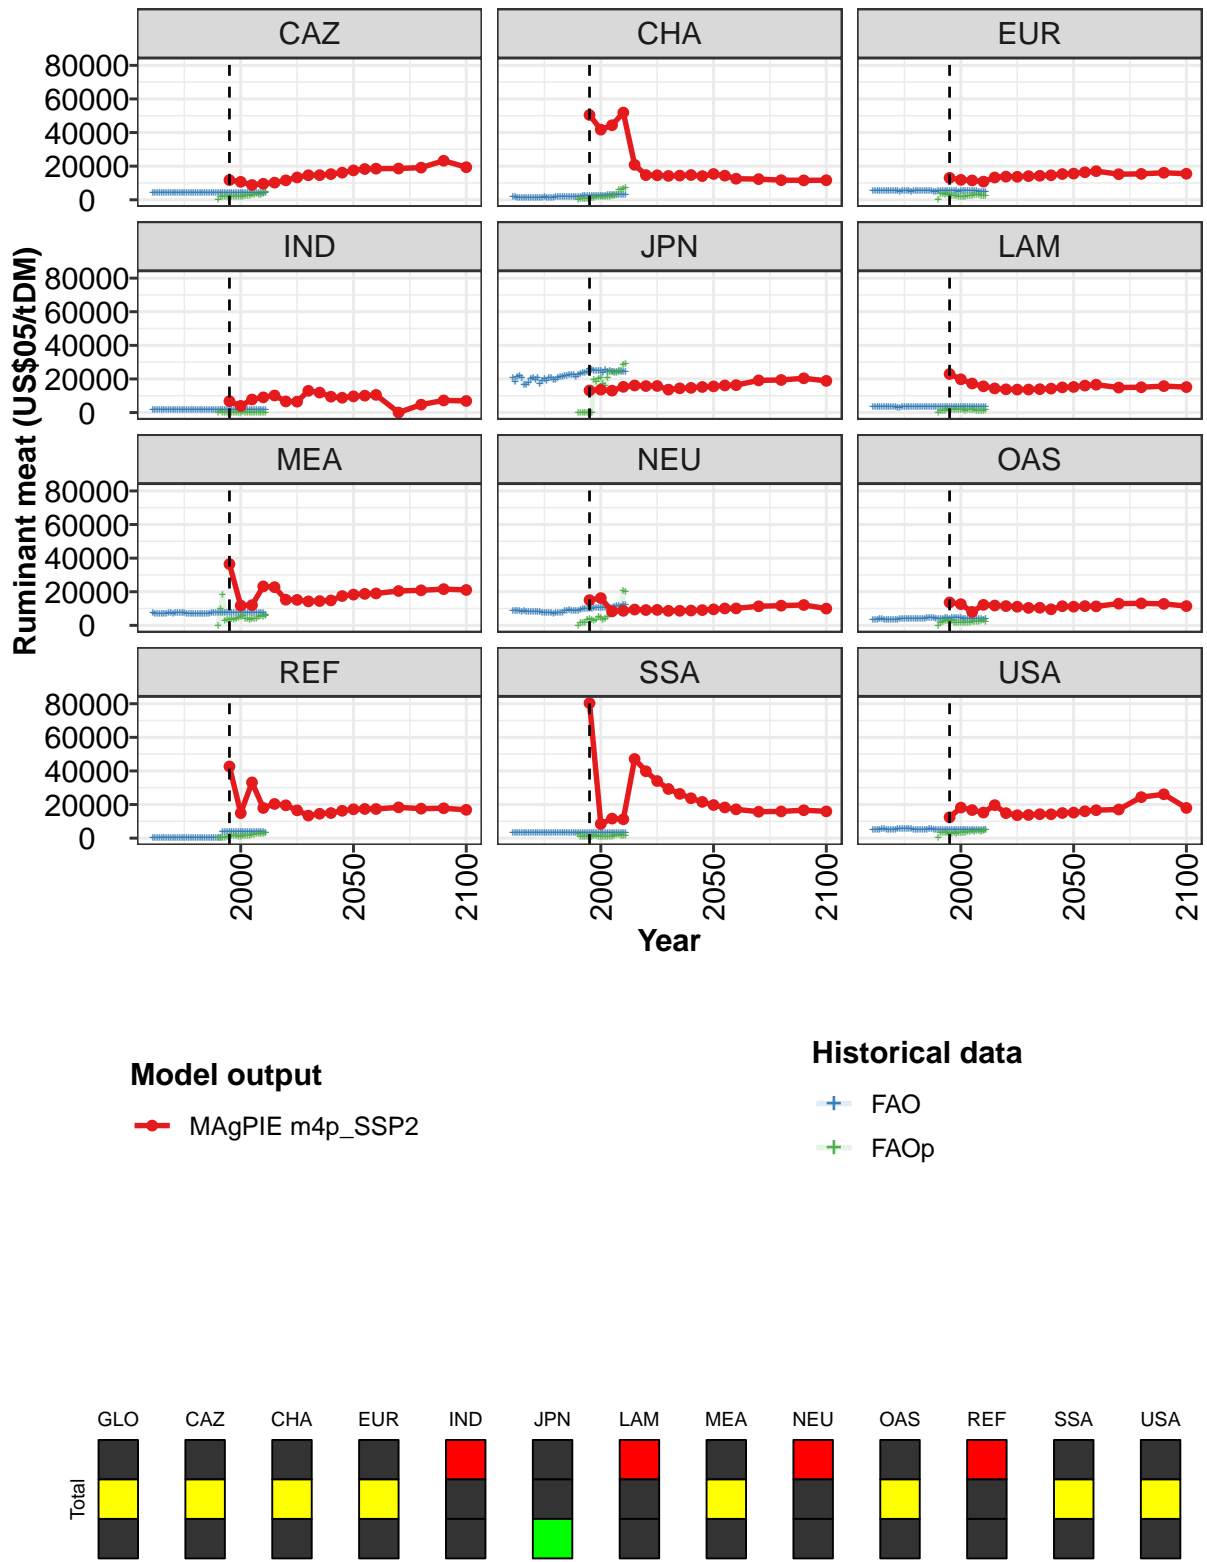 CAZ CHA EUR
80000
60000
40000
20000
0
IND JPN LAM
80000
60000
40000
20000
0
Ruminant meat (US$05/tDM)
MEA NEU OAS
80000
60000
40000
20000
0
REF SSA USA
80000
60000
40000
20000
0
2000 2050 2100 2000 2050 2100 2000 2050 2100
Year
Model output
MAgPIE m4p_SSP2
Historical data
FAO
FAOp
GLO CAZ CHA EUR IND JPN LAM MEA NEU OAS REF SSA USA
Total